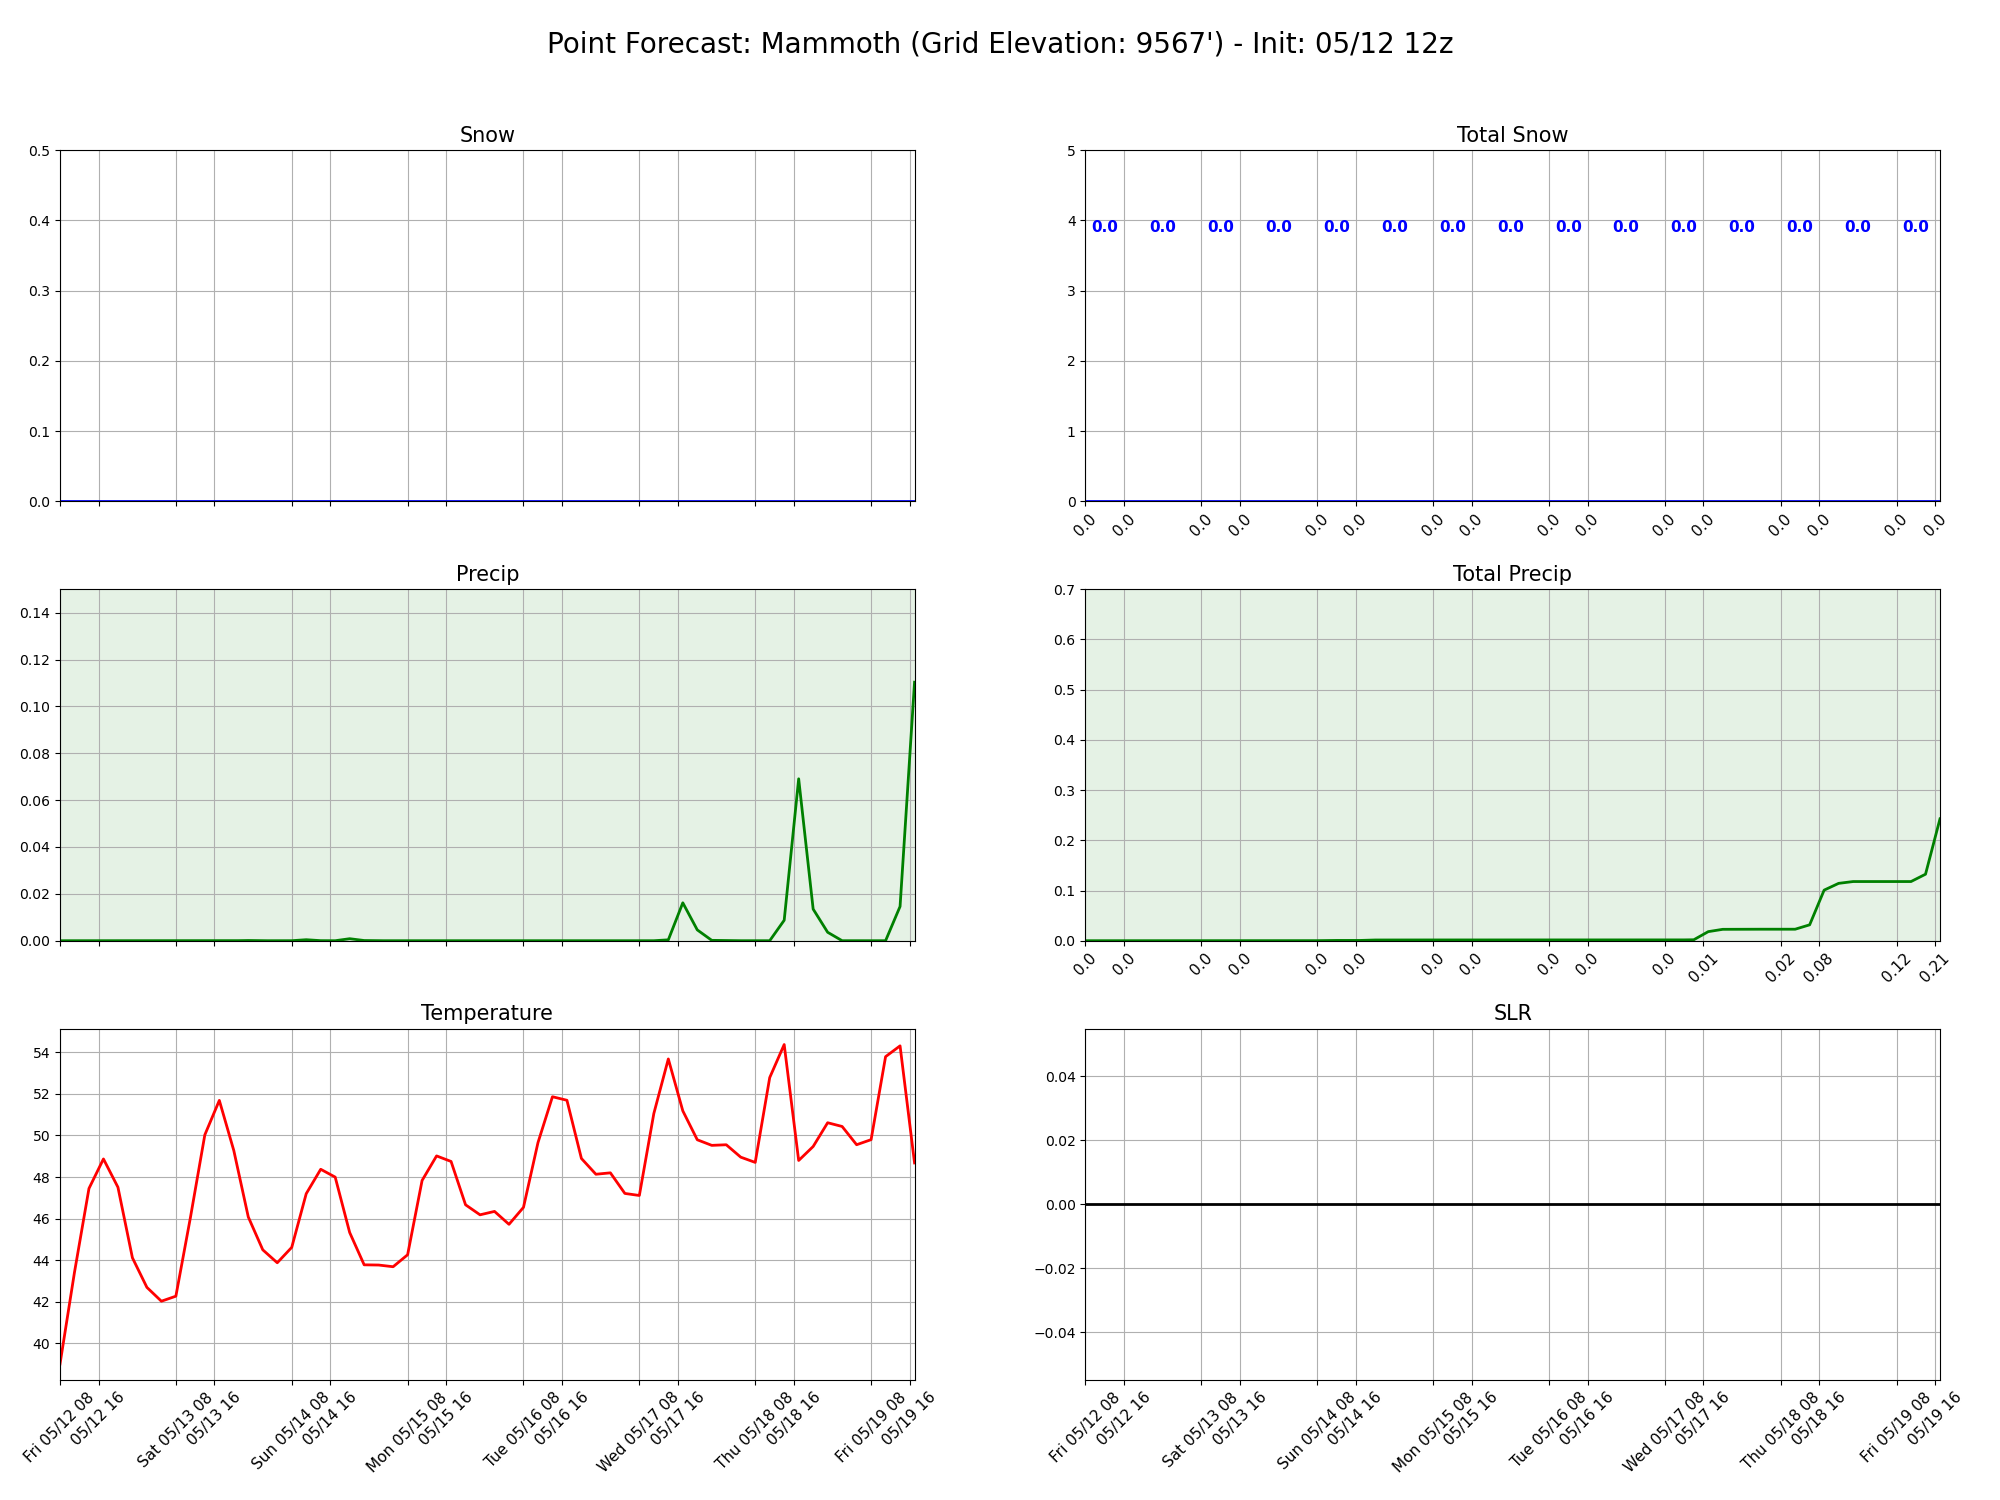 Point Forecast: Mammoth (Grid Elevation: 9567') - Init: 05/12 12z
Snow
0.5
0.4
0.3
0.2
0.1
0.0
Total Snow
5
4
3
2
1
0
0.0 0.0 0.0 0.0 0.0 0.0 0.0 0.0 0.0 0.0 0.0 0.0 0.0 0.0 0.0
0.0 0.0 0.0 0.0 0.0 0.0 0.0 0.0 0.0 0.0 0.0 0.0 0.0 0.0 0.0 0.0
Precip
0.14
0.12
0.10
0.08
0.06
0.04
0.02
0.00
Total Precip
0.7
0.6
0.5
0.4
0.3
0.2
0.1
0.0
0.0 0.0 0.0 0.0 0.0 0.0 0.0 0.0 0.0 0.0 0.0 0.01 0.02 0.08 0.12 0.21
Temperature
54
52
50
48
46
44
42
40
Fri 05/12 08
05/12 16
Sat 05/13 08
05/13 16
Sun 05/14 08
05/14 16
Mon 05/15 08
05/15 16
Tue 05/16 08
05/16 16
Wed 05/17 08
05/17 16
Thu 05/18 08
05/18 16
Fri 05/19 08
05/19 16
SLR
0.04
0.02
0.00
−0.02
−0.04
Fri 05/12 08
05/12 16
Sat 05/13 08
05/13 16
Sun 05/14 08
05/14 16
Mon 05/15 08
05/15 16
Tue 05/16 08
05/16 16
Wed 05/17 08
05/17 16
Thu 05/18 08
05/18 16
Fri 05/19 08
05/19 16